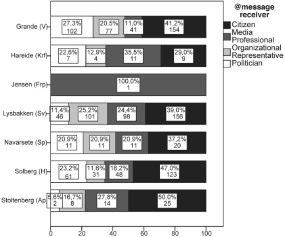 @message
receiver
Citizen
Media
Professional
Organizational
Representative
Politician
Grande (V)
27,3% 20,5% 11,0% 41,2%
102 77 41 154
Hareide (Krf)
22,6% 12,9% 35,5% 29,0%
7 4 11 9
Jensen (Frp)
100,0%
1
Lysbakken (Sv)
11,4% 25,2% 24,4% 39,0%
46 101 98 156
Navarsete (Sp)
20,9% 20,9% 20,9% 37,2%
11 11 11 20
Solberg (H)
23,2% 11,8% 18,2% 47,0%
61 31 48 123
Stoltenberg (Ap
16,7% 27,8% 50,0%
2 8 14 25
0 20 40 60 80 100